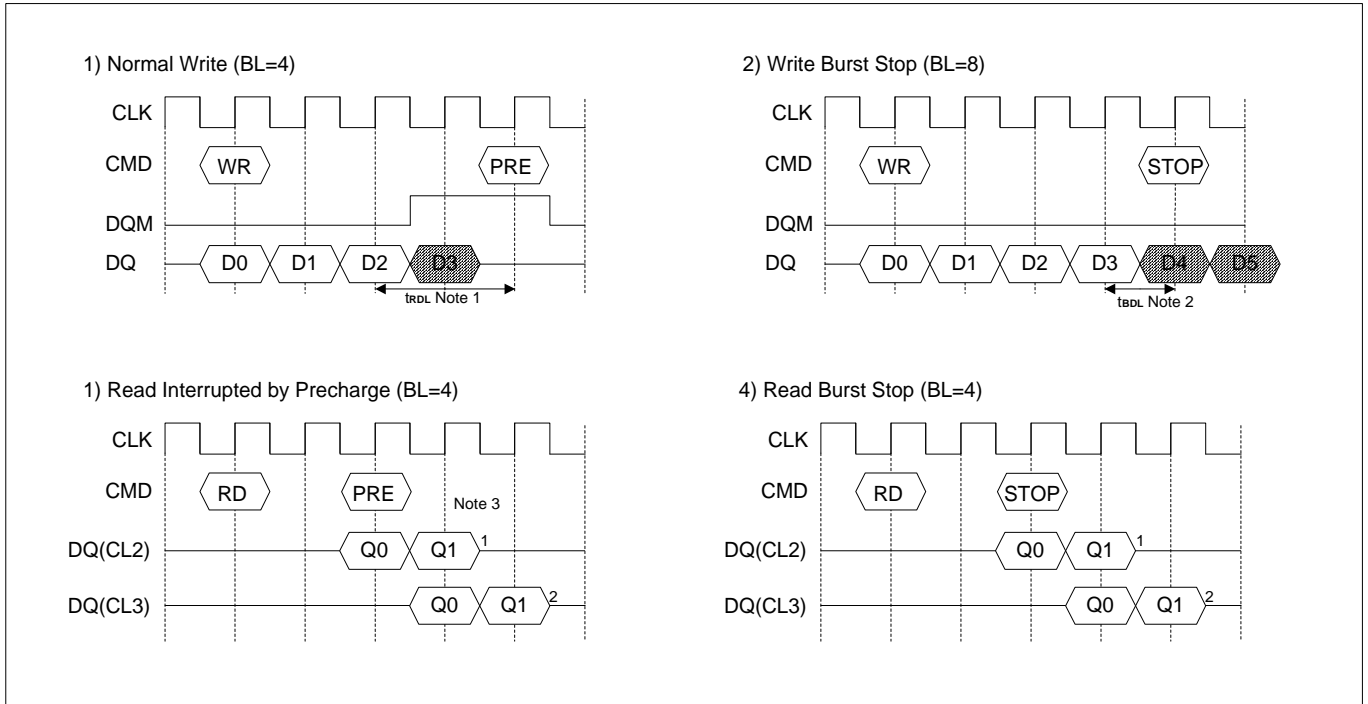 1) Normal Write (BL=4)
CLK
CMD WR PRE
DQM
DQ D0 D1 D2 D3
tRDL Note 1
2) Write Burst Stop (BL=8)
CLK
CMD WR STOP
DQM
DQ D0 D1 D2 D3 D4 D5
tBDL Note 2
1) Read Interrupted by Precharge (BL=4)
CLK
CMD RD PRE
Note 3
DQ(CL2) Q0 Q1 1
DQ(CL3) Q0 Q1 2
4) Read Burst Stop (BL=4)
CLK
CMD RD STOP
DQ(CL2) Q0 Q1 1
DQ(CL3) Q0 Q1 2